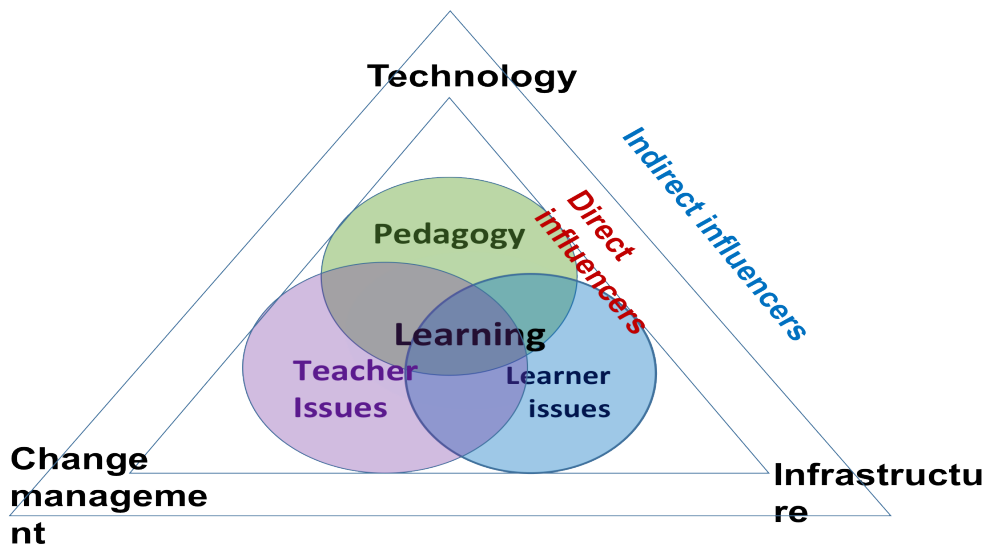 Technology
Indirect influencers
Direct
influencers
Pedagogy
Learning
Teacher
Issues
Learner
issues
Change
manageme
nt
Infrastructu
re